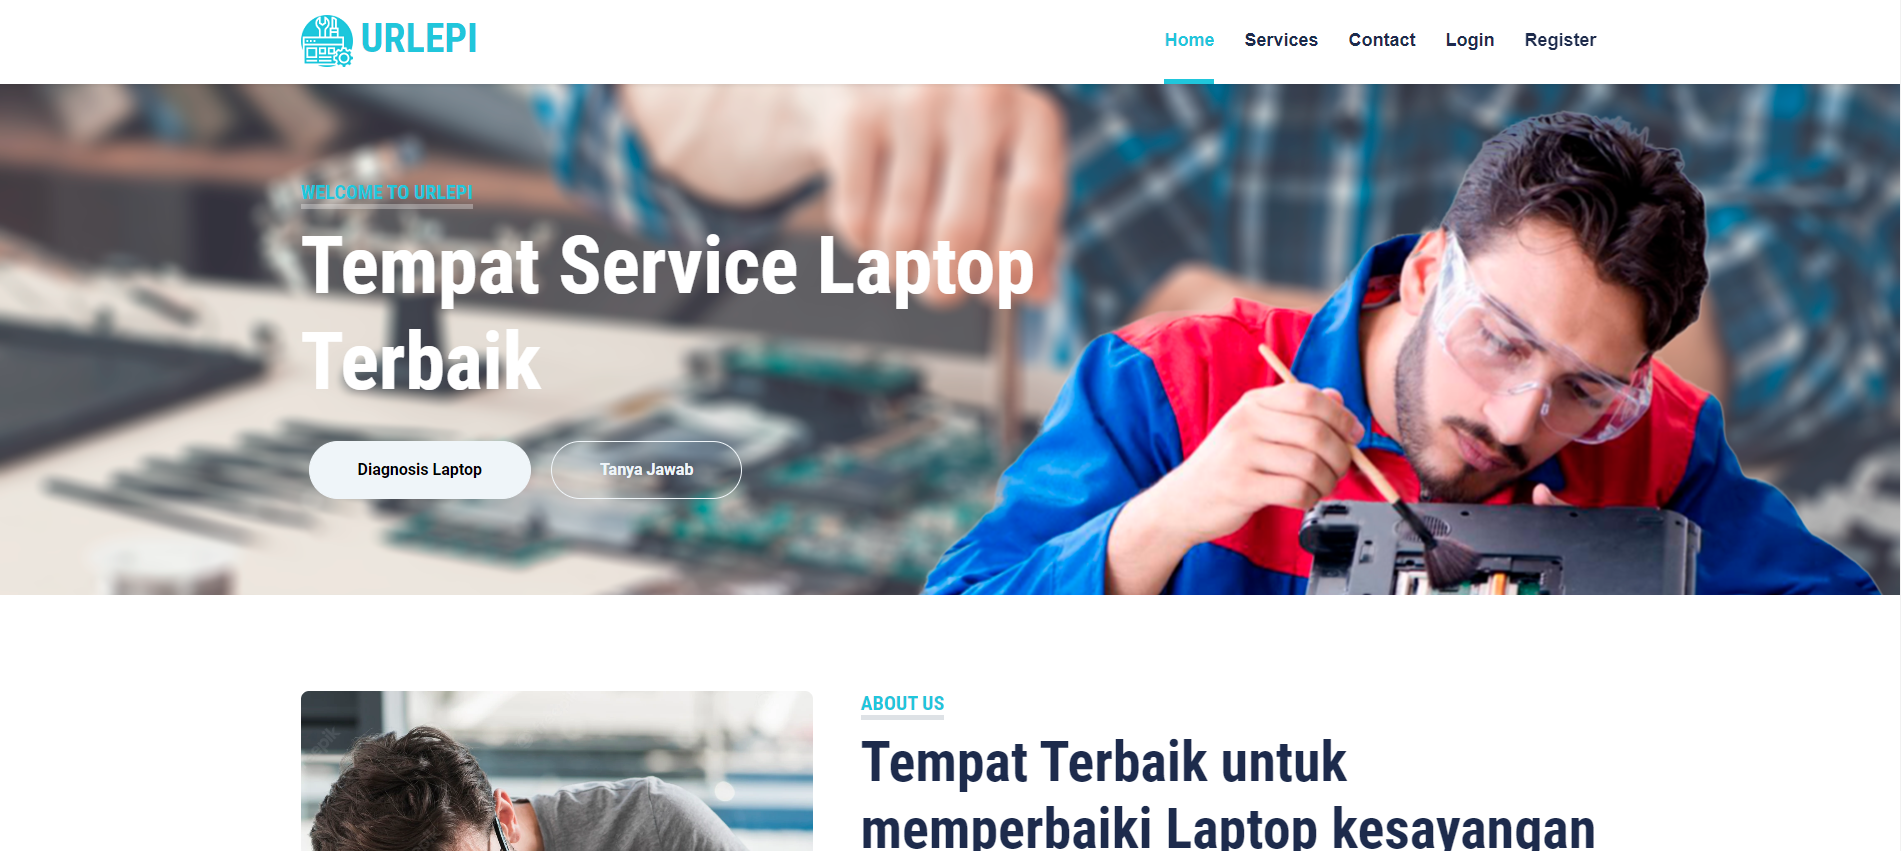 URLEPI
Home Services Contact Login Register
WELCOME TO URLEPI
Tempat Service Laptop
Terbaik
Diagnosis Laptop Tanya Jawab
ABOUT US
Tempat Terbaik untuk
memperbaiki Laptop kesayangan